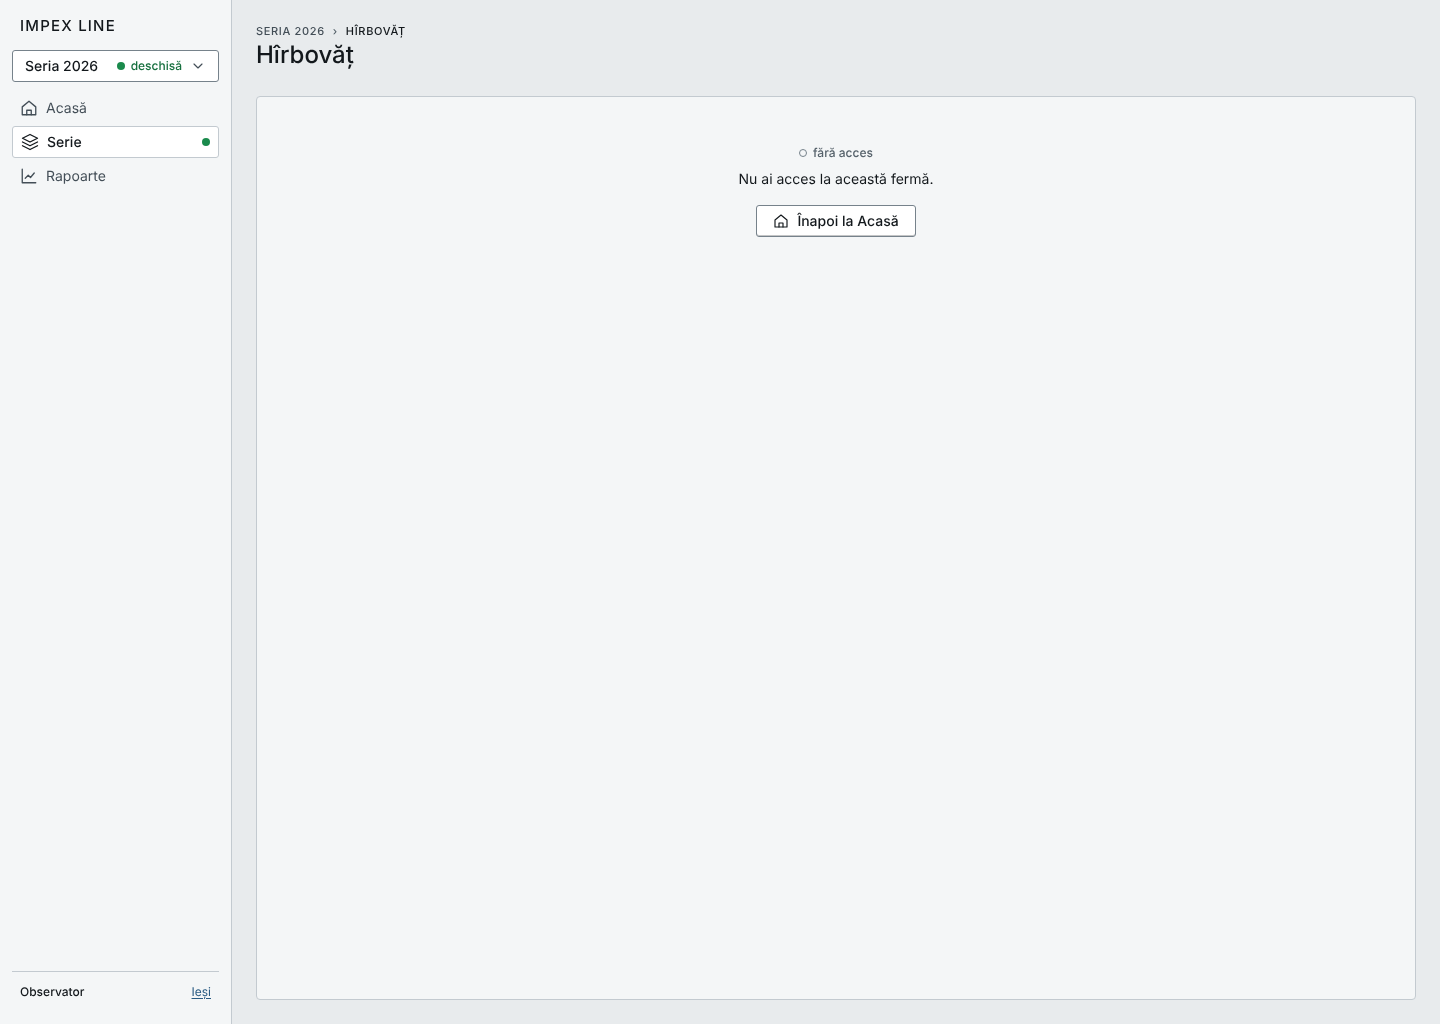 IMPEX LINE
Seria 2026 deschisă
Acasă
Serie
Rapoarte
Observator Ieși
SERIA 2026 › HÎRBOVĂȚ
Hîrbovăț
fără acces
Nu ai acces la această fermă.
Înapoi la Acasă